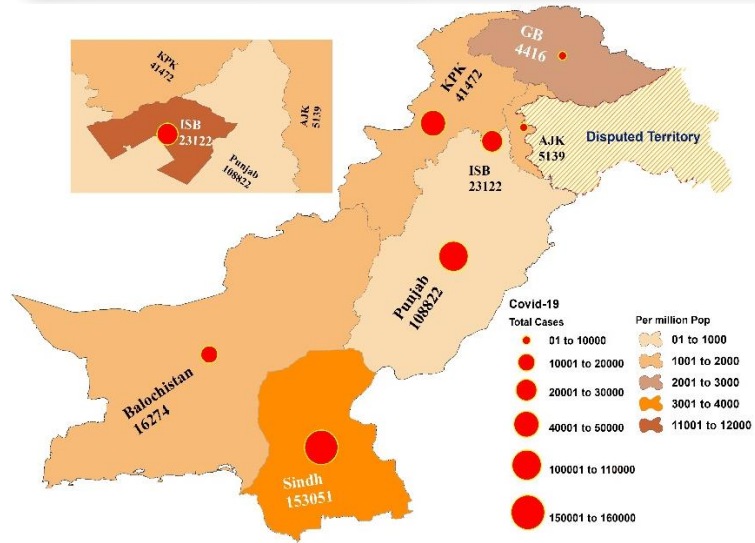 KPK
41472
AJK
5139
ISB
23122
Punjab
108822
GB
4416
KPK
41472
AJK
5139
Disputed Territory
ISB
23122
Punjab
108822
Balochistan
16274
Sindh
153051
Covid-19
Total Cases
01 to 10000
10001 to 20000
20001 to 30000
40001 to 50000
100001 to 110000
150001 to 160000
Per million Pop
01 to 1000
1001 to 2000
2001 to 3000
3001 to 4000
11001 to 12000